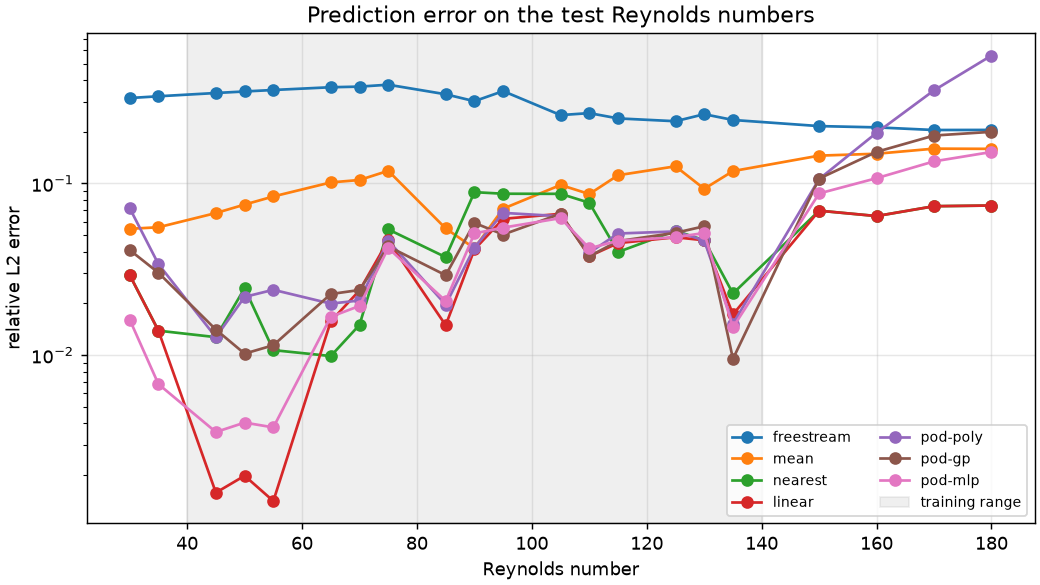 Prediction error on the test Reynolds numbers
relative L2 error
10⁻¹
10⁻²
40 60 80 100 120 140 160 180
Reynolds number
freestream
mean
nearest
linear
pod-poly
pod-gp
pod-mlp
training range